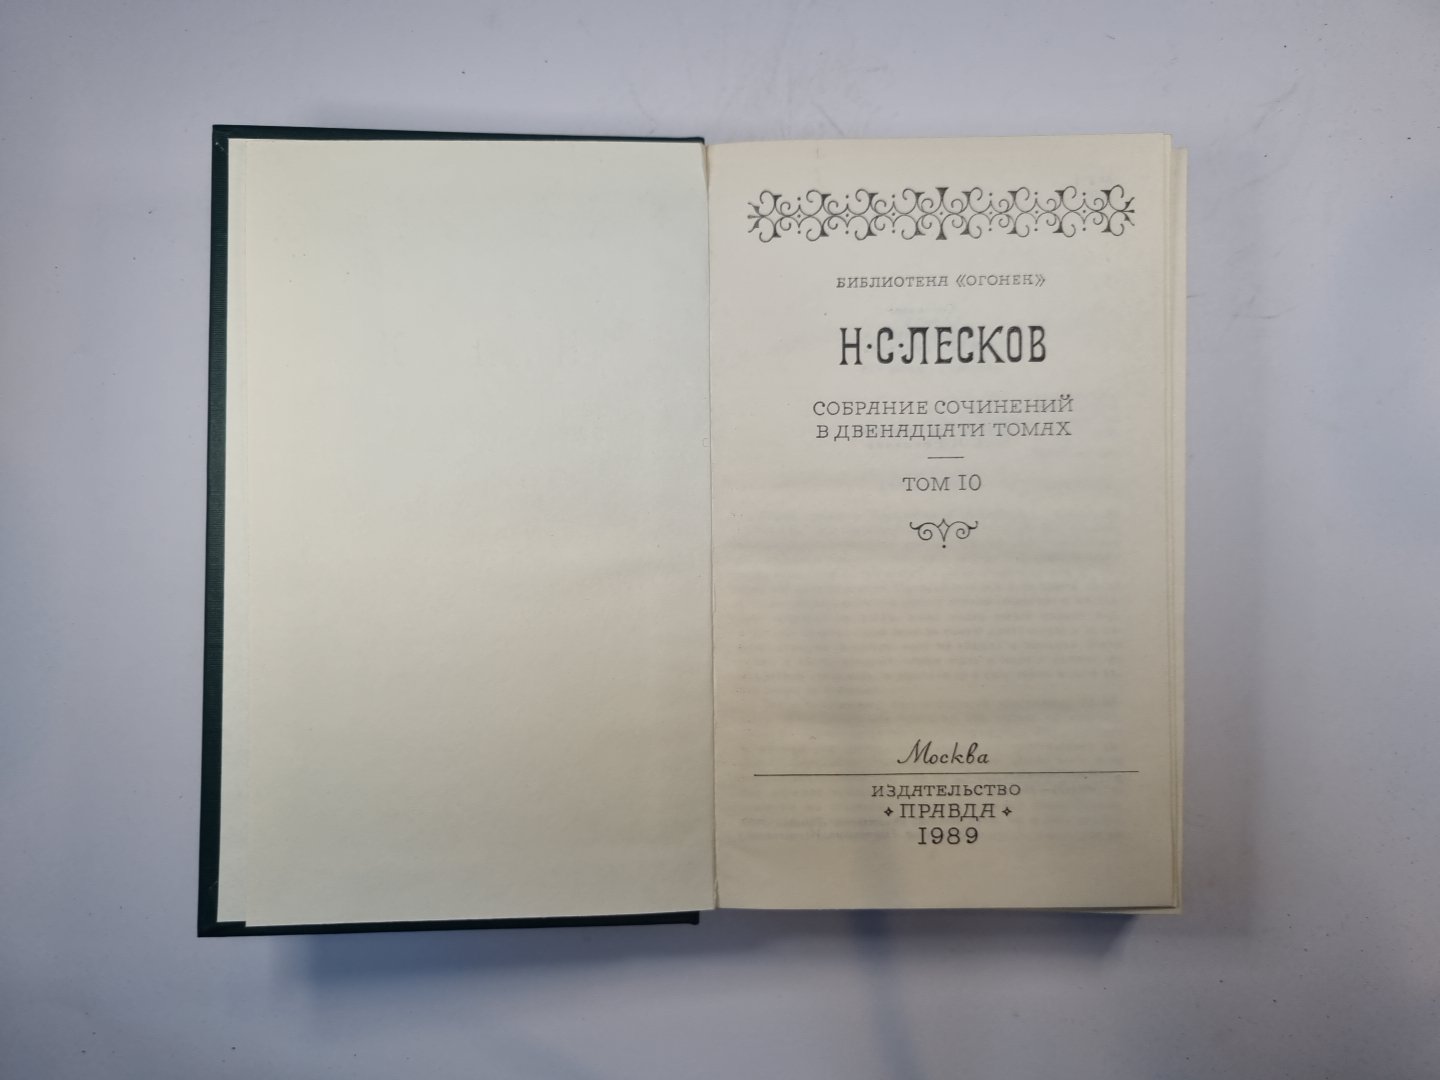 БИБЛИОТЕКА «ОГОНЕК»
Н·С·ЛЕСКОВ
СОБРАНИЕ СОЧИНЕНИЙ
В ДВЕНАДЦАТИ ТОМАХ
ТОМ 10
Москва
ИЗДАТЕЛЬСТВО
ПРАВДА
1989